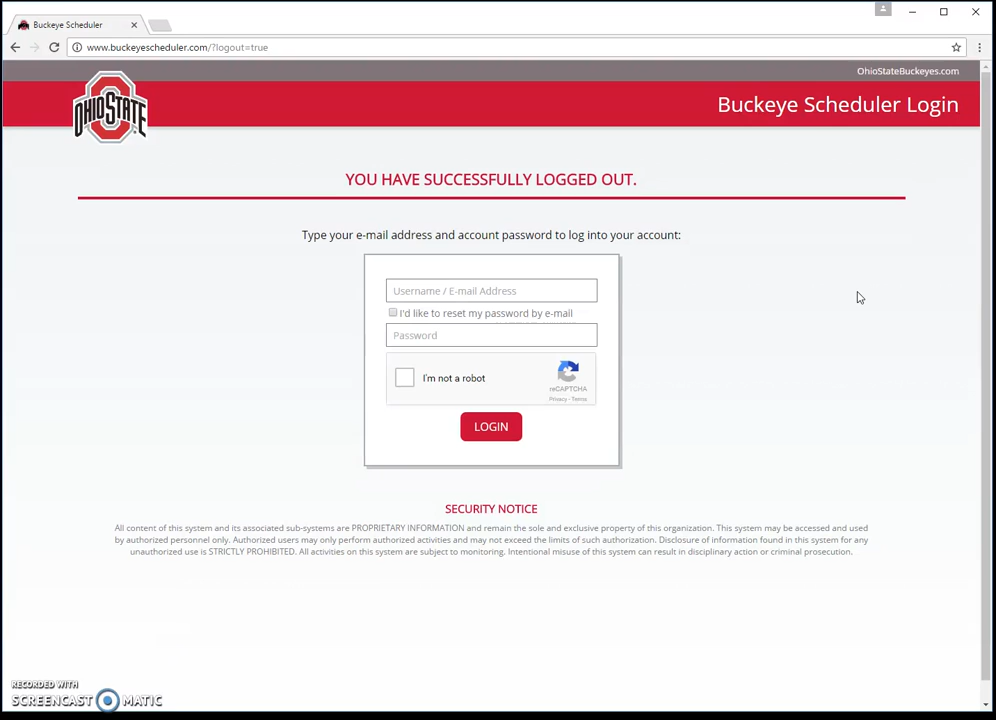 Buckeye Scheduler
www.buckeyescheduler.com/?logout=true
OhioStateBuckeyes.com
OHIO STATE
Buckeye Scheduler Login
YOU HAVE SUCCESSFULLY LOGGED OUT.
Type your e-mail address and account password to log into your account:
Username / E-mail Address
I'd like to reset my password by e-mail
Password
I'm not a robot
reCAPTCHA
Privacy - Terms
LOGIN
SECURITY NOTICE
All content of this system and its associated sub-systems are PROPRIETARY INFORMATION and remain the sole and exclusive property of this organization. This system may be accessed and used
by authorized personnel only. Authorized users may only perform authorized activities and may not exceed the limits of such authorization. Disclosure of information found in this system for any
unauthorized use is STRICTLY PROHIBITED. All activities on this system are subject to monitoring. Intentional misuse of this system can result in disciplinary action or criminal prosecution.
RECORDED WITH
SCREENCAST MATIC